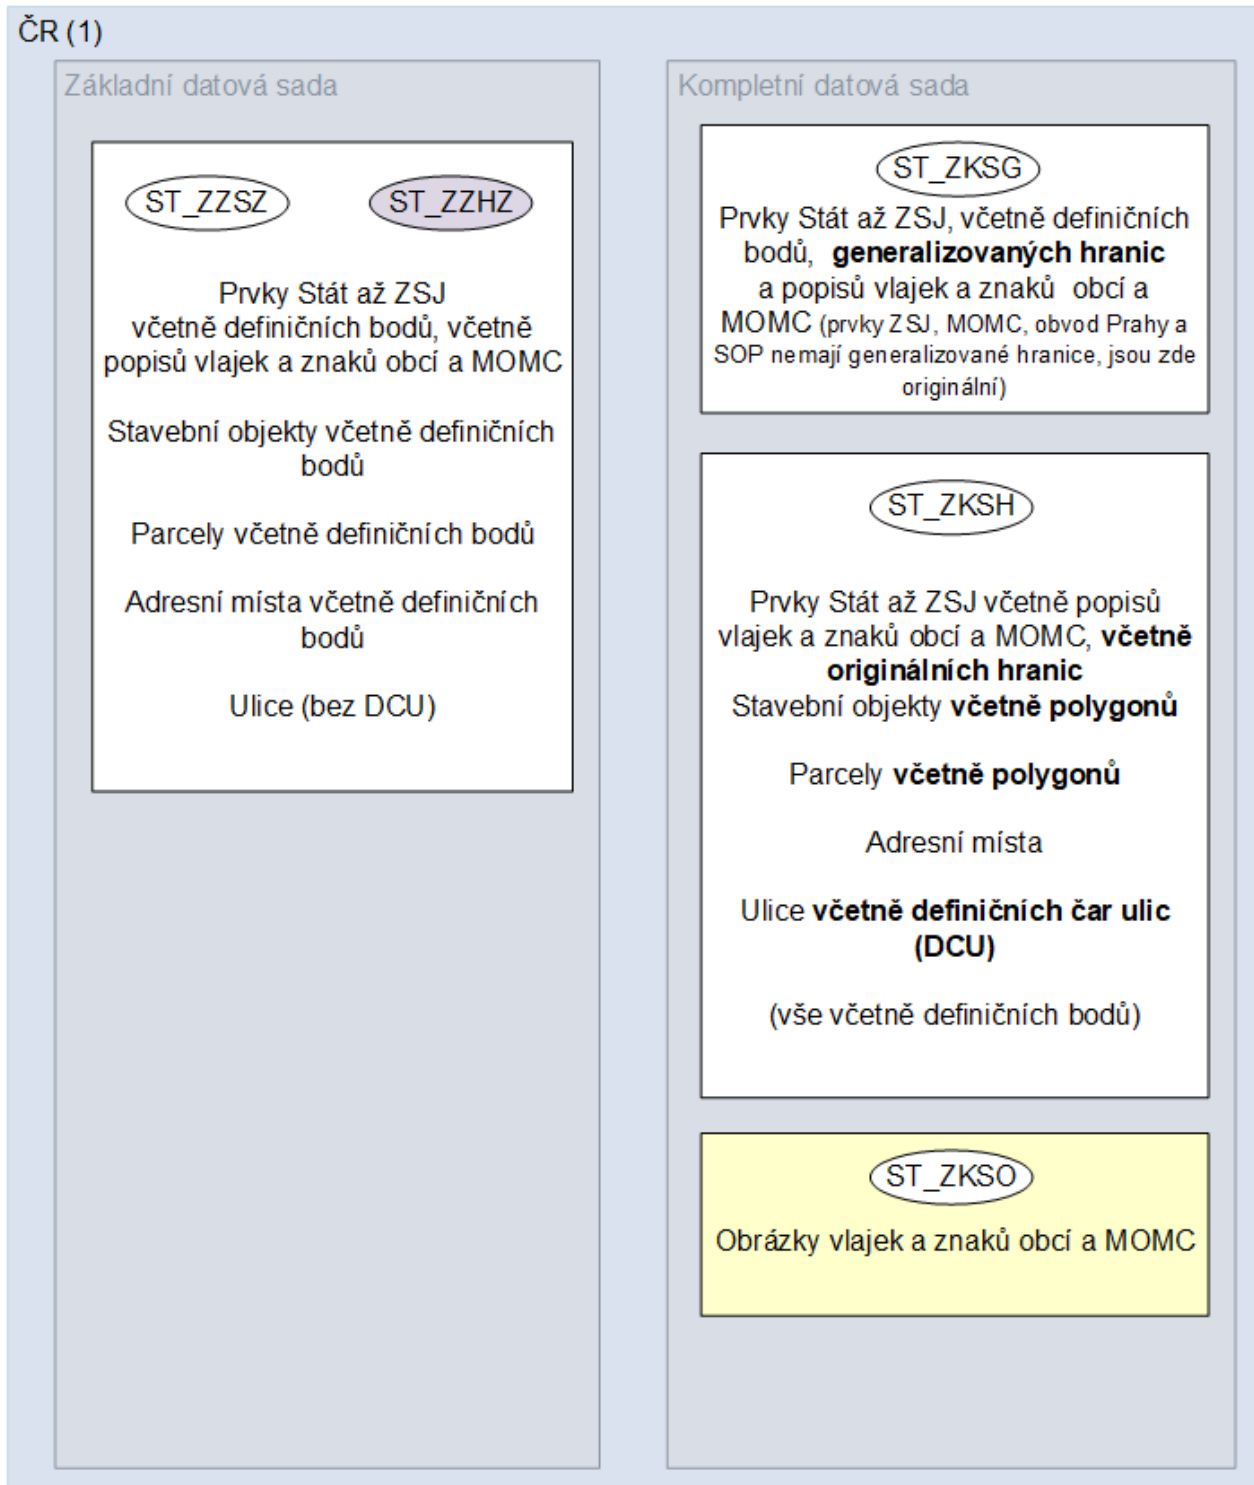 ČR (1)
Základní datová sada
ST_ZZSZ
ST_ZZHZ
Prvky Stát až ZSJ
včetně definičních bodů, včetně
popisů vlajek a znaků obcí a MOMC
Stavební objekty včetně definičních
bodů
Parcely včetně definičních bodů
Adresní místa včetně definičních
bodů
Ulice (bez DCU)
Kompletní datová sada
ST_ZKSG
Prvky Stát až ZSJ, včetně definičních
bodů, generalizovaných hranic
a popisů vlajek a znaků obcí a
MOMC (prvky ZSJ, MOMC, obvod Prahy a
SOP nemají generalizované hranice, jsou zde
originální)
ST_ZKSH
Prvky Stát až ZSJ včetně popisů
vlajek a znaků obcí a MOMC, včetně
originálních hranic
Stavební objekty včetně polygonů
Parcely včetně polygonů
Adresní místa
Ulice včetně definičních čar ulic
(DCU)
(vše včetně definičních bodů)
ST_ZKSO
Obrázky vlajek a znaků obcí a MOMC